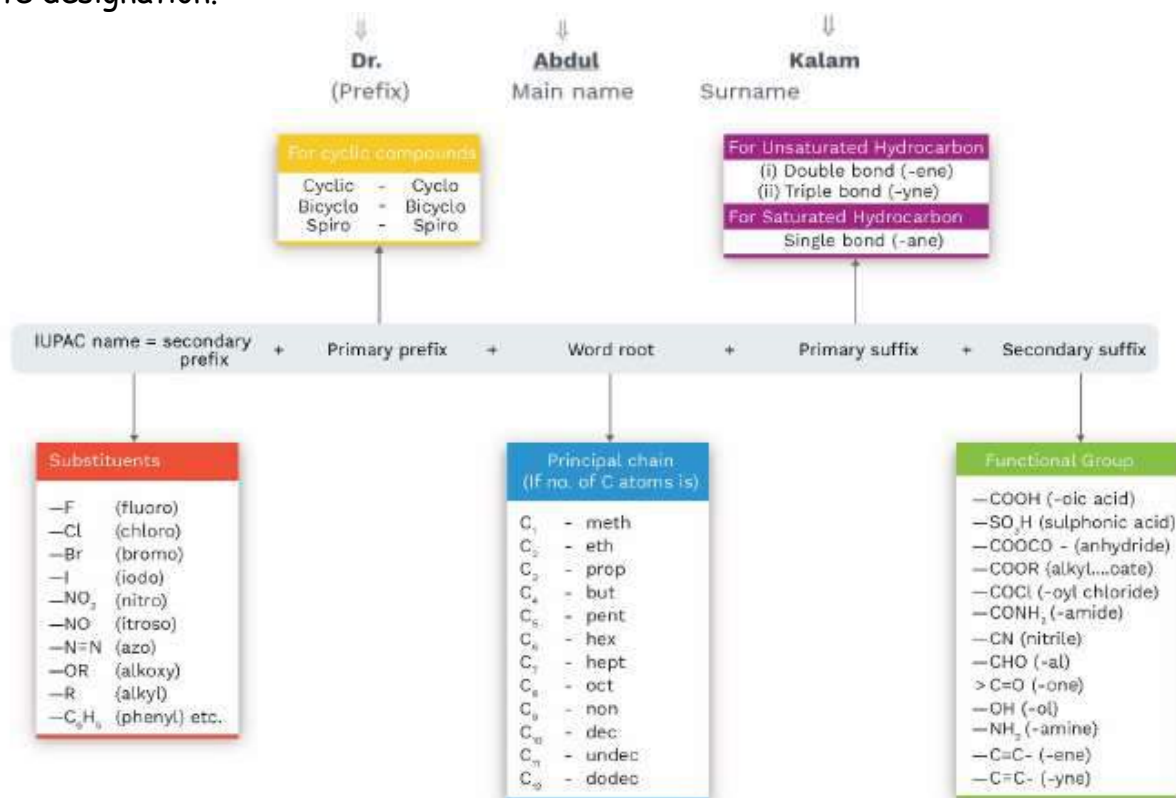 designation.
⇓ ⇓ ⇓
Dr. Abdul Kalam
(Prefix) Main name Surname
For cyclic compounds
Cyclic - Cyclo
Bicyclo - Bicyclo
Spiro - Spiro
For Unsaturated Hydrocarbon
(i) Double bond (-ene)
(ii) Triple bond (-yne)
For Saturated Hydrocarbon
Single bond (-ane)
IUPAC name = secondary prefix + Primary prefix + Word root + Primary suffix + Secondary suffix
Substituents
—F (fluoro)
—Cl (chloro)
—Br (bromo)
—I (iodo)
—NO₂ (nitro)
—NO (itroso)
—N=N (azo)
—OR (alkoxy)
—R (alkyl)
—C₆H₅ (phenyl) etc.
Principal chain
(If no. of C atoms is)
C₁ - meth
C₂ - eth
C₃ - prop
C₄ - but
C₅ - pent
C₆ - hex
C₇ - hept
C₈ - oct
C₉ - non
C₁₀ - dec
C₁₁ - undec
C₁₂ - dodec
Functional Group
—COOH (-oic acid)
—SO₃H (sulphonic acid)
—COOCO - (anhydride)
—COOR (alkyl....oate)
—COCl (-oyl chloride)
—CONH₂ (-amide)
—CN (nitrile)
—CHO (-al)
>C=O (-one)
—OH (-ol)
—NH₂ (-amine)
—C=C- (-ene)
—C≡C- (-yne)